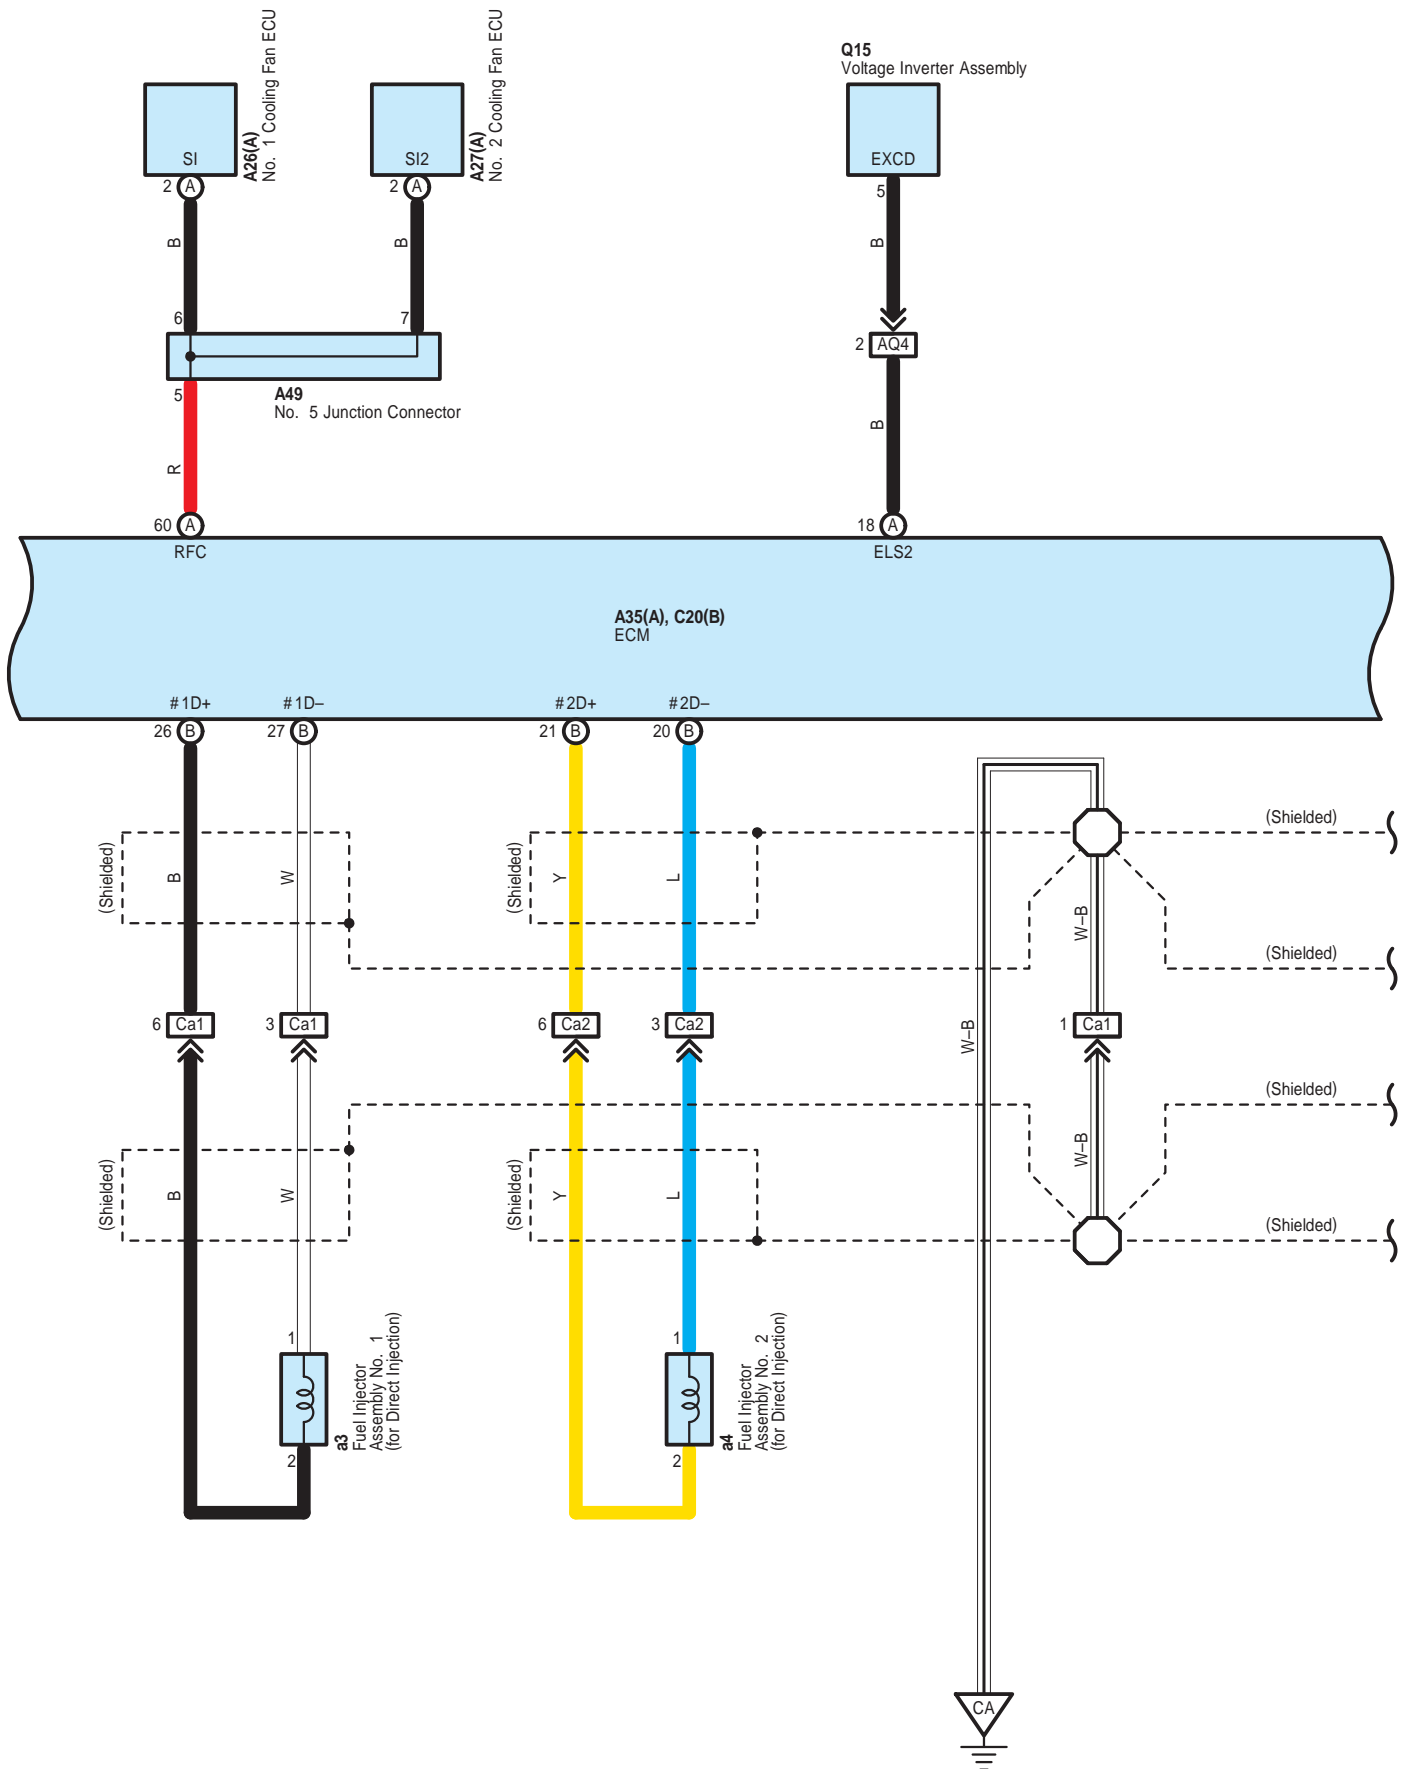 A26(A)
No. 1 Cooling Fan ECU
A27(A)
No. 2 Cooling Fan ECU
Q15
Voltage Inverter Assembly
SI
SI2
EXCD
2 A
2 A
5
B
B
B
6
7
2 AQ4
5
A49
No. 5 Junction Connector
B
R
60 A
18 A
RFC
ELS2
A35(A), C20(B)
ECM
#1D+
#1D–
#2D+
#2D–
26 B
27 B
21 B
20 B
(Shielded)
(Shielded)
(Shielded)
B
W
Y
L
W–B
(Shielded)
6 Ca1
3 Ca1
6 Ca2
3 Ca2
W–B
1 Ca1
(Shielded)
(Shielded)
B
W
(Shielded)
Y
L
W–B
(Shielded)
1
1
a3
Fuel Injector
Assembly No. 1
(for Direct Injection)
a4
Fuel Injector
Assembly No. 2
(for Direct Injection)
2
2
CA